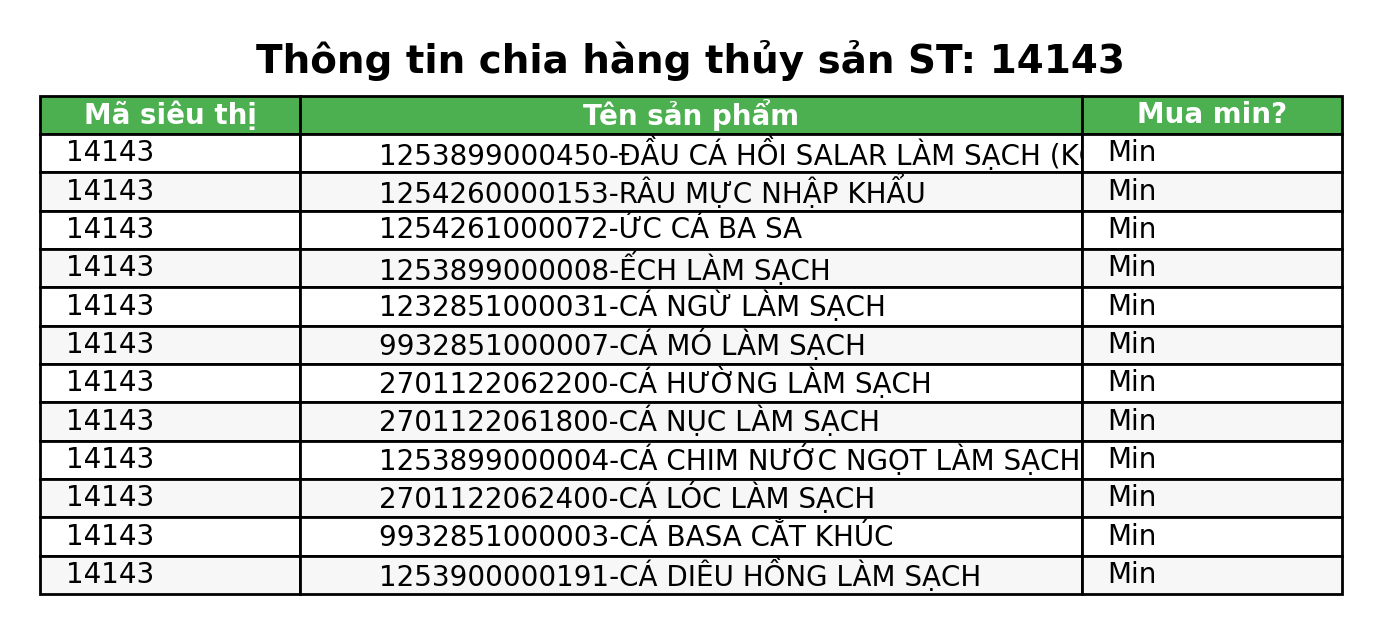 Thông tin chia hàng thủy sản ST: 14143
Mã siêu thị Tên sản phẩm Mua min?
14143 1253899000450-ĐẦU CÁ HỒI SALAR LÀM SẠCH Min
14143 1254260000153-RÂU MỰC NHẬP KHẨU Min
14143 1254261000072-ỨC CÁ BA SA Min
14143 1253899000008-ẾCH LÀM SẠCH Min
14143 1232851000031-CÁ NGỪ LÀM SẠCH Min
14143 9932851000007-CÁ MÓ LÀM SẠCH Min
14143 2701122062200-CÁ HƯỜNG LÀM SẠCH Min
14143 2701122061800-CÁ NỤC LÀM SẠCH Min
14143 1253899000004-CÁ CHIM NƯỚC NGỌT LÀM SẠCH Min
14143 2701122062400-CÁ LÓC LÀM SẠCH Min
14143 9932851000003-CÁ BASA CẮT KHÚC Min
14143 1253900000191-CÁ DIÊU HỒNG LÀM SẠCH Min